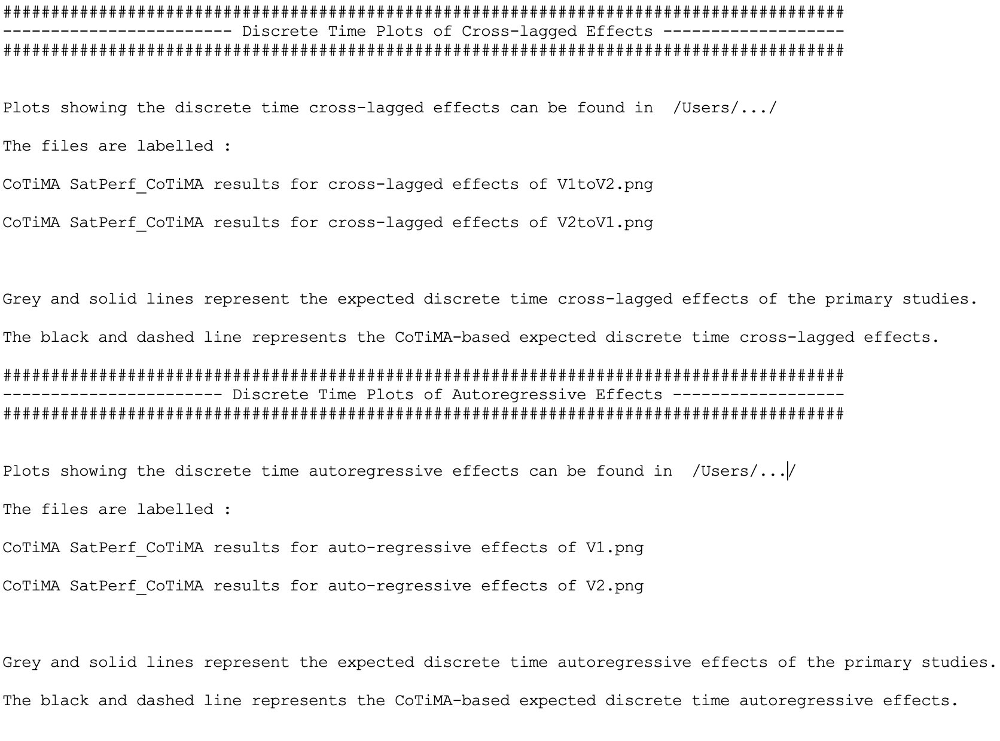 ########################################################################################
------------------------ Discrete Time Plots of Cross-lagged Effects -------------------
########################################################################################
Plots showing the discrete time cross-lagged effects can be found in  /Users/.../
The files are labelled :
CoTiMA SatPerf_CoTiMA results for cross-lagged effects of V1toV2.png
CoTiMA SatPerf_CoTiMA results for cross-lagged effects of V2toV1.png
Grey and solid lines represent the expected discrete time cross-lagged effects of the primary studies.
The black and dashed line represents the CoTiMA-based expected discrete time cross-lagged effects.
########################################################################################
----------------------- Discrete Time Plots of Autoregressive Effects ------------------
########################################################################################
Plots showing the discrete time autoregressive effects can be found in  /Users/.../
The files are labelled :
CoTiMA SatPerf_CoTiMA results for auto-regressive effects of V1.png
CoTiMA SatPerf_CoTiMA results for auto-regressive effects of V2.png
Grey and solid lines represent the expected discrete time autoregressive effects of the primary studies.
The black and dashed line represents the CoTiMA-based expected discrete time autoregressive effects.